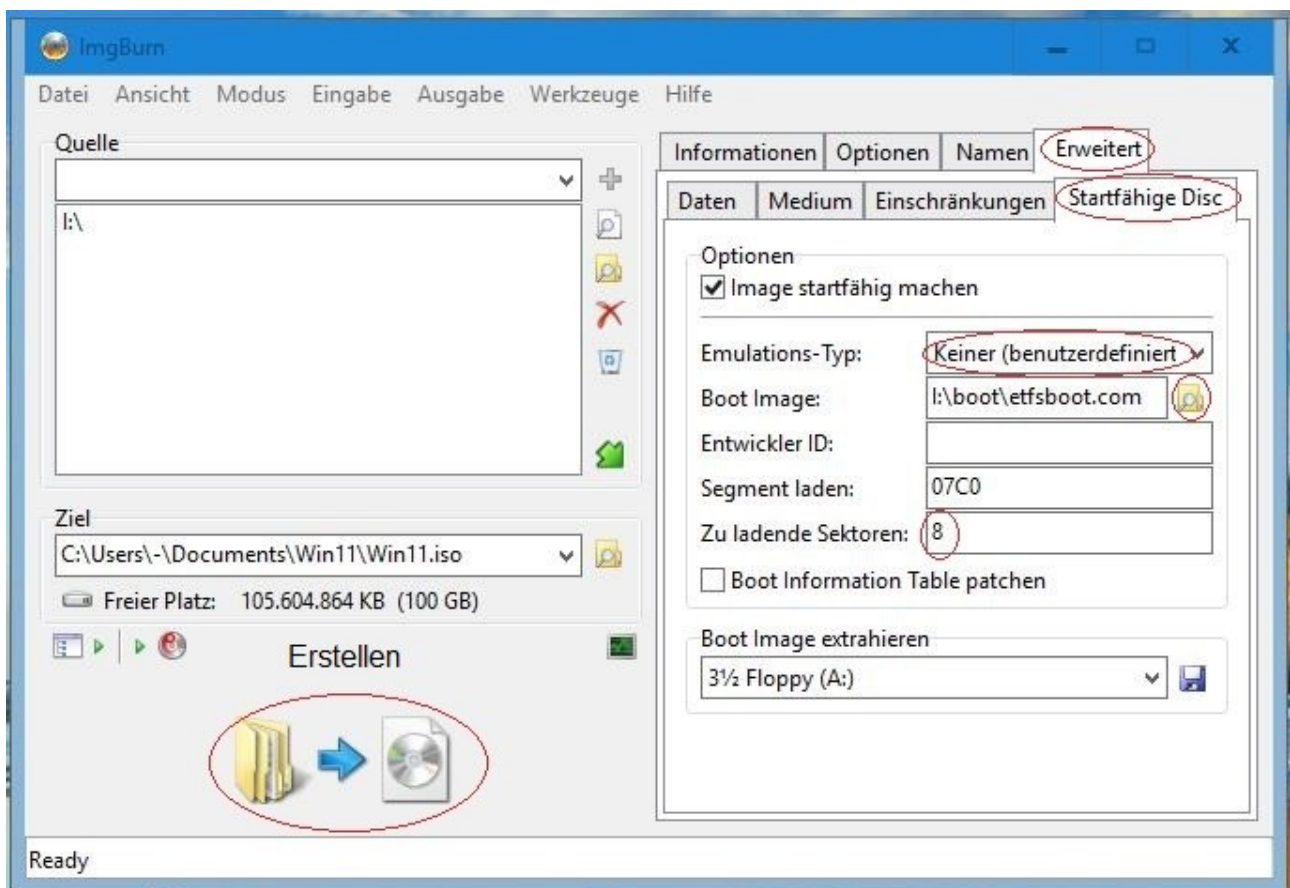 ImgBurn
Datei Ansicht Modus Eingabe Ausgabe Werkzeuge Hilfe
Quelle
I:\
Ziel
C:\Users\-\Documents\Win11\Win11.iso
Freier Platz: 105.604.864 KB (100 GB)
Erstellen
Informationen Optionen Namen Erweitert
Daten Medium Einschränkungen Startfähige Disc
Optionen
Image startfähig machen
Emulations-Typ: Keiner (benutzerdefiniert
Boot Image: I:\boot\etfsboot.com
Entwickler ID:
Segment laden: 07C0
Zu ladende Sektoren: 8
Boot Information Table patchen
Boot Image extrahieren
3½ Floppy (A:)
Ready